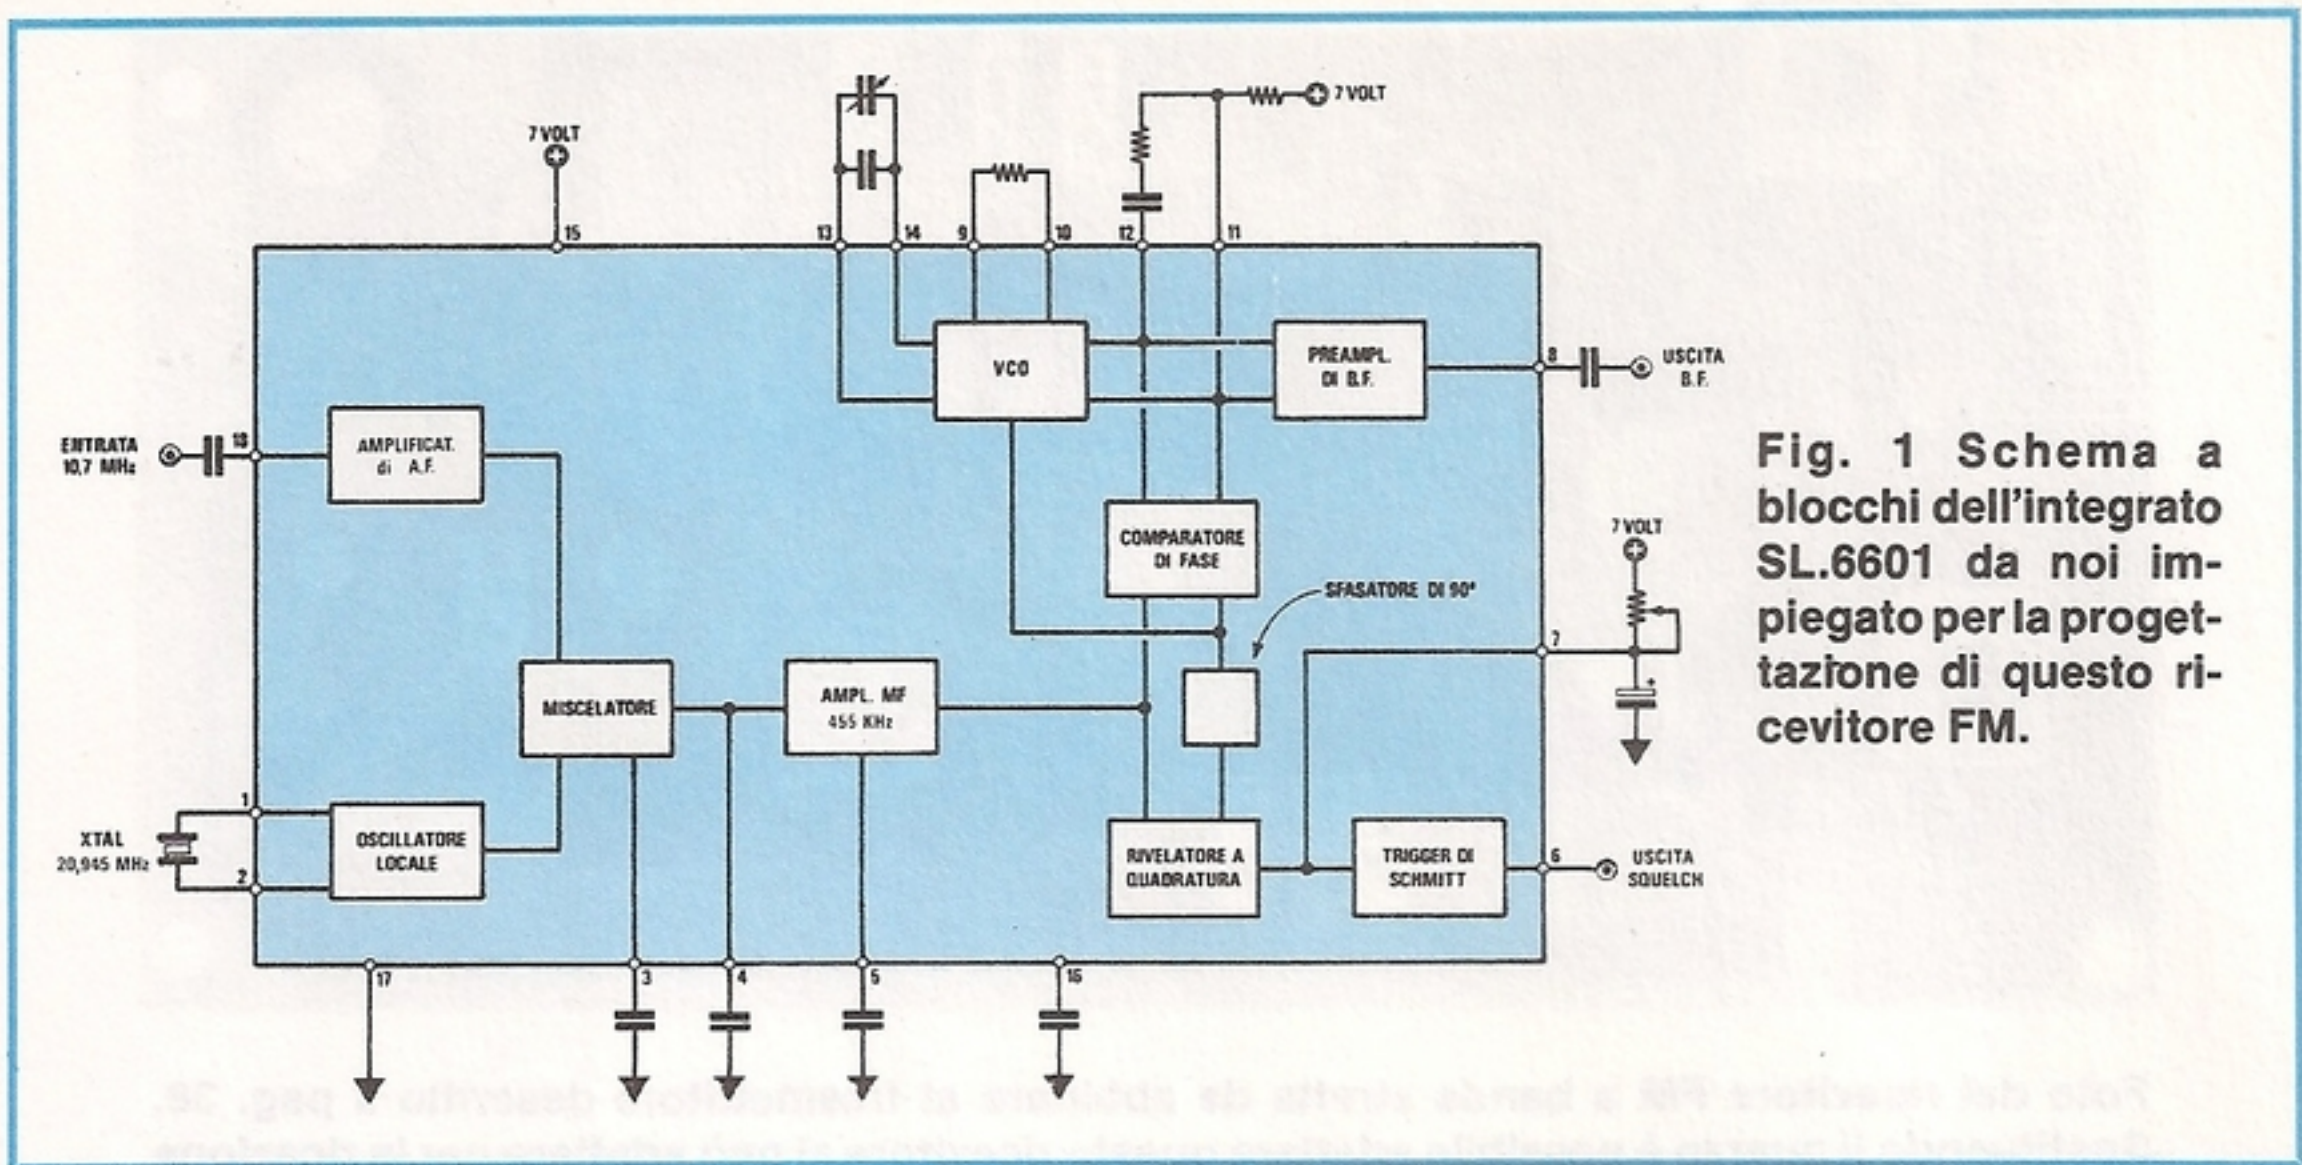 7 VOLT
7 VOLT
15
13
14
9
10
12
11
VCO
PREAMPL.
DI B.F.
8
USCITA
B.F.
ENTRATA
10,7 MHz
18
AMPLIFICAT.
di A.F.
COMPARATORE
DI FASE
SFASATORE DI 90°
7 VOLT
7
MISCELATORE
AMPL. MF
455 KHz
1
XTAL
20,945 MHz
2
OSCILLATORE
LOCALE
RIVELATORE A
QUADRATURA
TRIGGER DI
SCHMITT
6
USCITA
SQUELCH
17
3
4
5
16
Fig. 1 Schema a
blocchi dell'integrato
SL.6601 da noi im-
piegato per la proget-
tazione di questo ri-
cevitore FM.